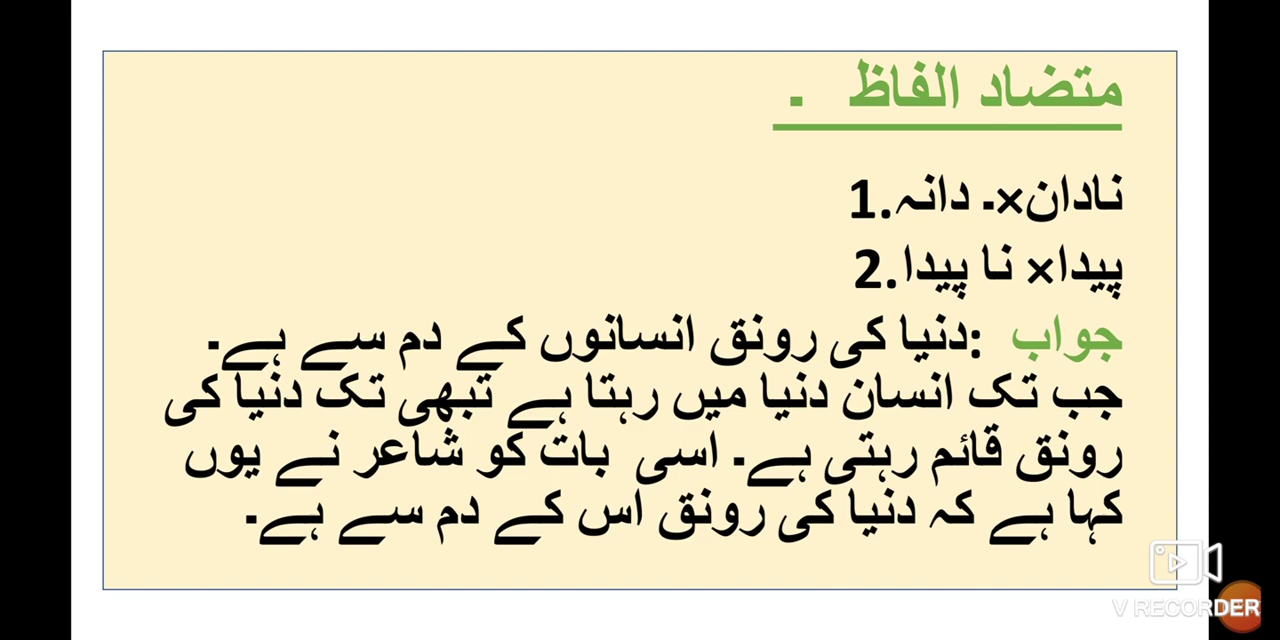 متضاد الفاظ ۔
1. نادان×۔ دانہ
2. پیدا× نا پیدا
جواب :دنیا کی رونق انسانوں کے دم سے ہے۔
جب تک انسان دنیا میں رہتا ہے تبھی تک دنیا کی
رونق قائم رہتی ہے۔ اسی بات کو شاعر نے یوں
کہا ہے کہ دنیا کی رونق اس کے دم سے ہے۔
V RECORDER